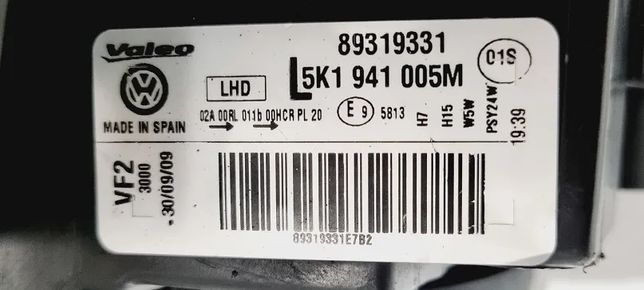 Valeo
89319331
01S
LHD
L5K1 941 005M
MADE IN SPAIN
02A 00RL 011b 00HCR PL 20
E 9
5813
H7
H15
W5W
PSY24W
19:39
VF2
3000
30/09/09
89319331E7B2